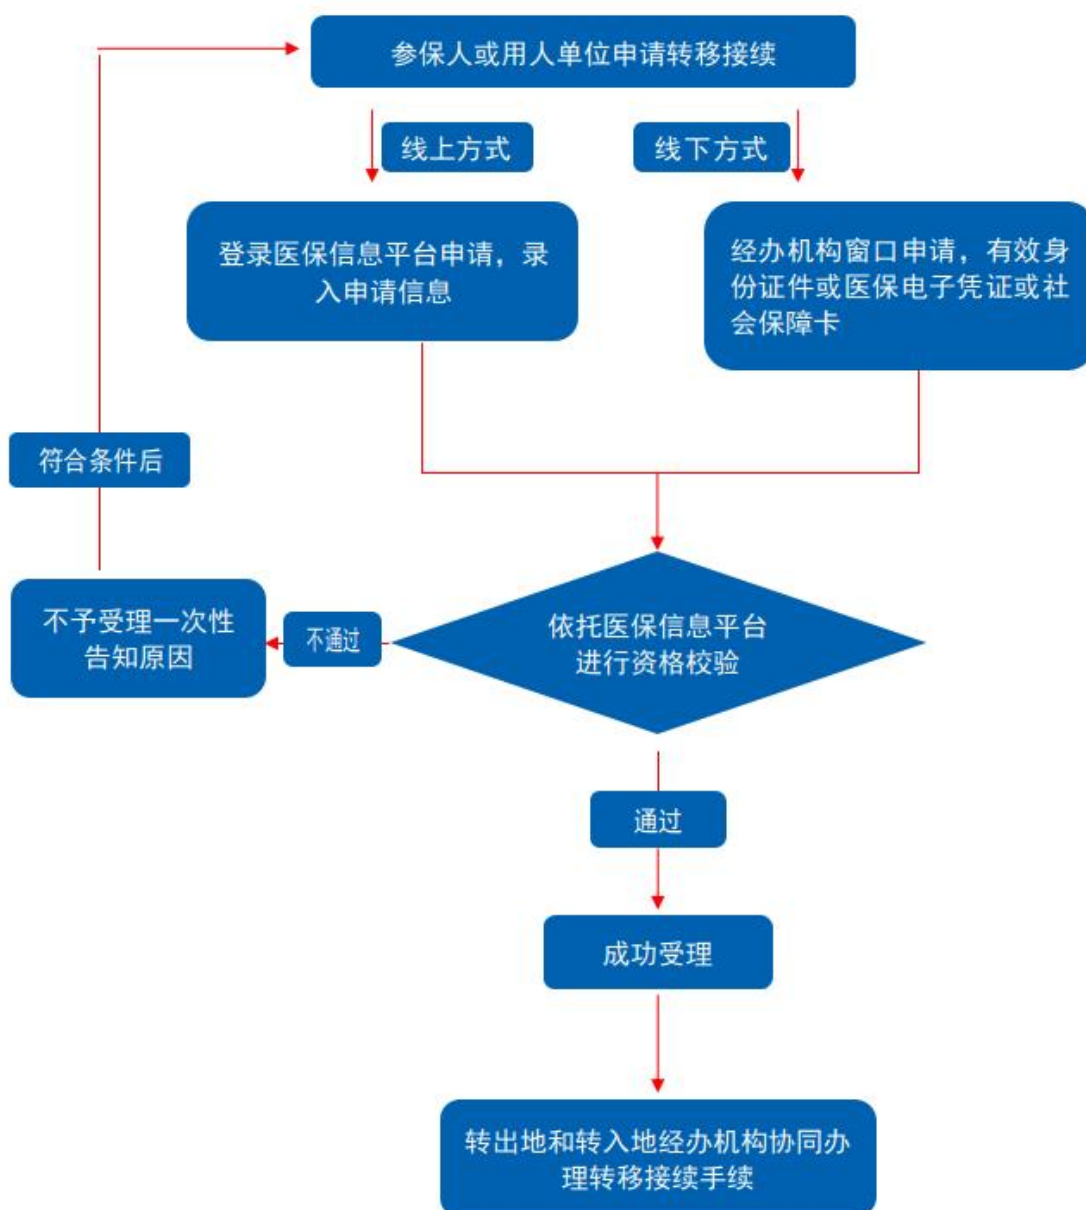 参保人或用人单位申请转移接续
线上方式
线下方式
登录医保信息平台申请，录
入申请信息
经办机构窗口申请，有效身
份证件或医保电子凭证或社
会保障卡
符合条件后
不予受理一次性
告知原因
不通过
依托医保信息平台
进行资格校验
通过
成功受理
转出地和转入地经办机构协同办
理转移接续手续